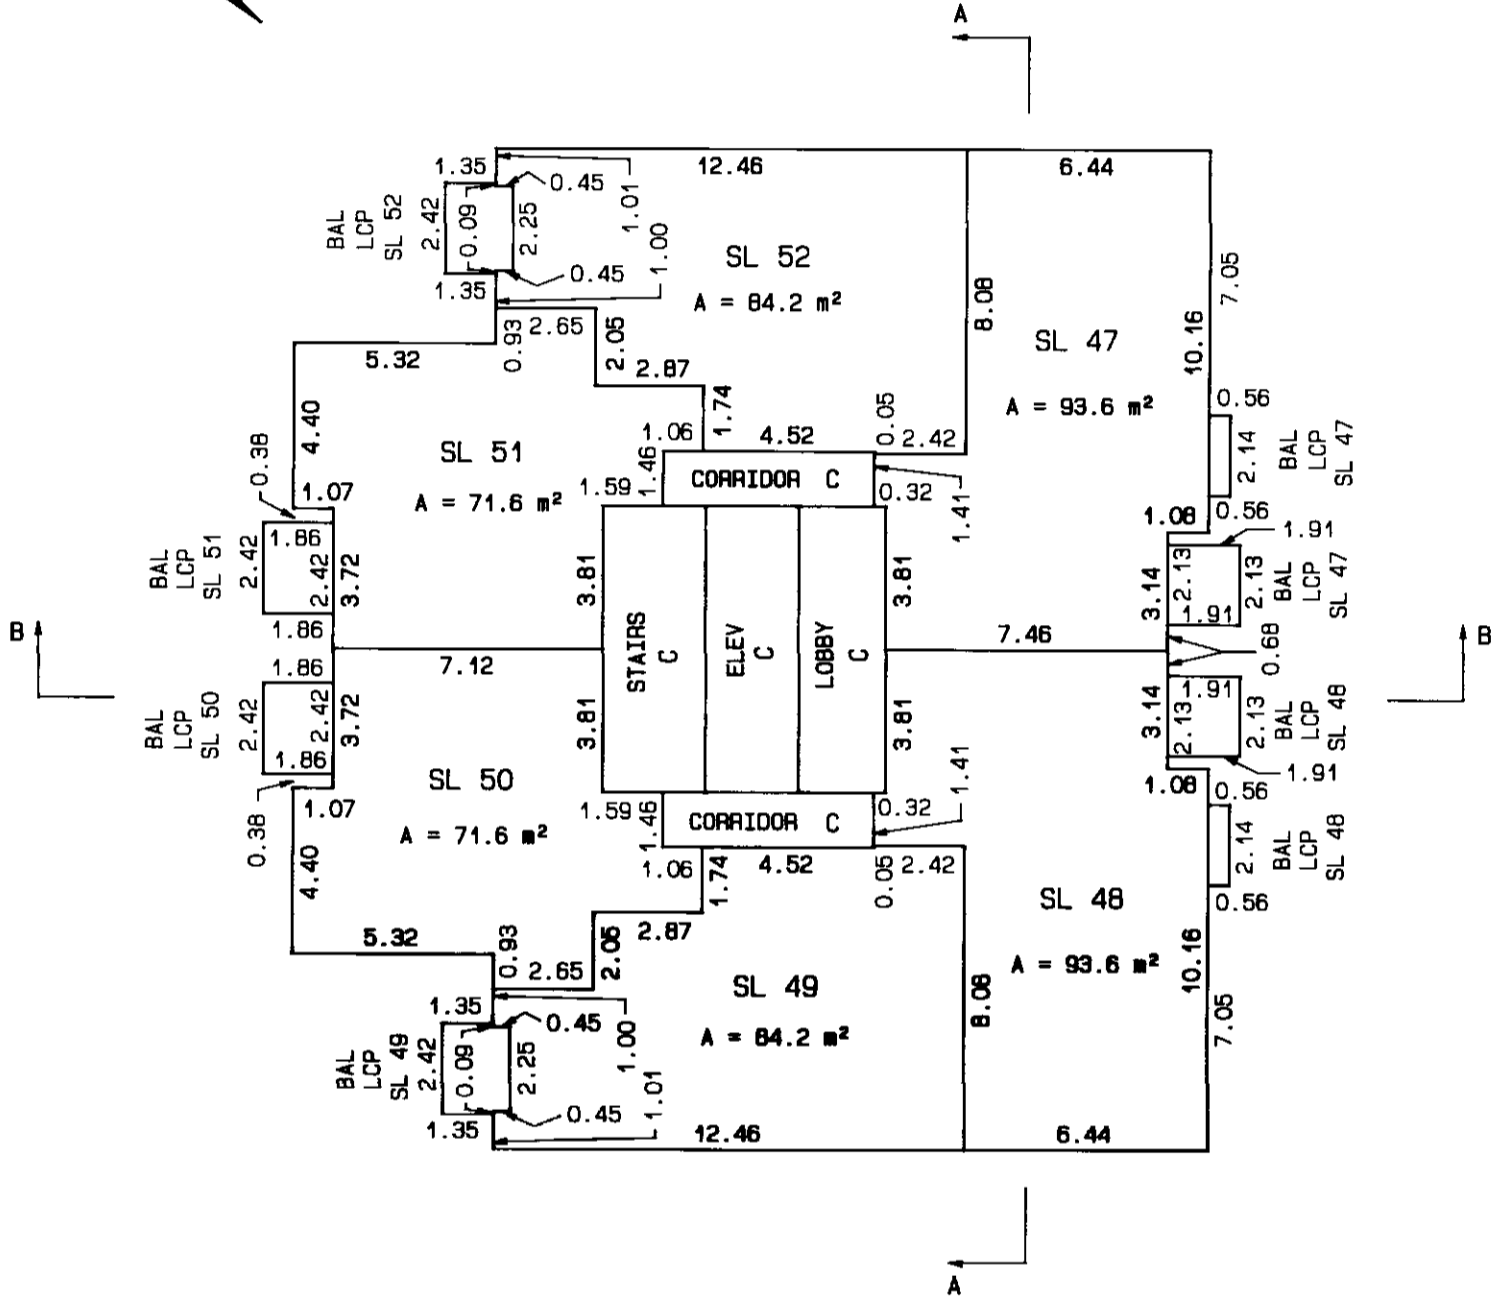 A
1.35
12.46
6.44
0.45
BAL
LCP
SL 52
2.42
0.09
2.25
1.01
1.00
7.05
SL 52
A = 84.2 m²
0.45
1.35
8.08
SL 47
A = 93.6 m²
10.16
0.93
2.65
2.05
5.32
2.87
1.74
0.56
2.14
BAL
LCP
SL 47
4.40
0.38
SL 51
A = 71.6 m²
1.06
4.52
0.05
2.42
1.46
CORRIDOR C
0.32
1.41
1.59
1.07
0.56
1.08
1.91
BAL
LCP
SL 51
2.42
1.86
2.42
3.72
3.81
3.81
3.14
2.13
2.13
BAL
LCP
SL 47
1.91
1.86
B
7.12
STAIRS
C
ELEV
C
LOBBY
C
7.46
0.68
B
1.86
BAL
LCP
SL 50
2.42
2.42
3.72
3.81
3.81
3.14
1.91
2.13
2.13
BAL
LCP
SL 48
1.86
1.91
1.08
SL 50
A = 71.6 m²
0.38
1.07
1.59
1.46
CORRIDOR C
0.32
1.41
0.56
2.14
BAL
LCP
SL 48
1.06
4.52
0.05
2.42
4.40
1.74
0.56
SL 48
A = 93.6 m²
5.32
0.93
2.65
2.05
2.87
10.16
7.05
SL 49
A = 84.2 m²
8.08
1.35
0.45
BAL
LCP
SL 49
2.42
0.09
2.25
1.00
1.01
0.45
1.35
12.46
6.44
A